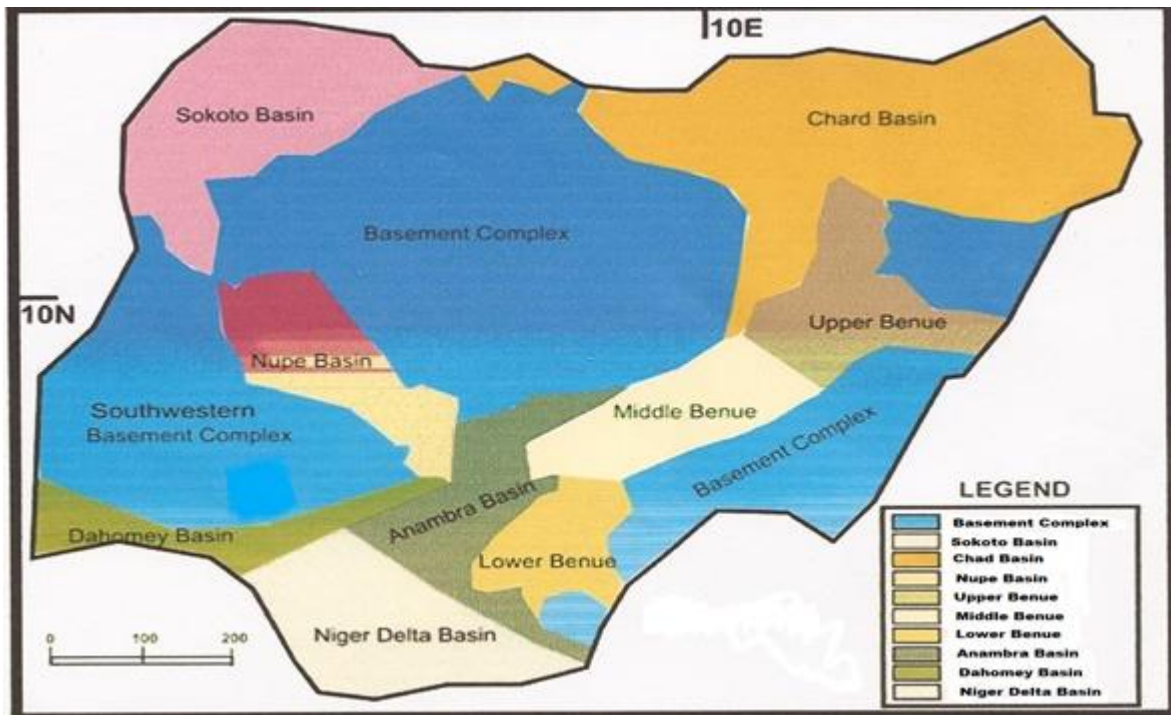 10E
Sokoto Basin
Chard Basin
Basement Complex
10N
Upper Benue
Nupe Basin
Southwestern
Basement Complex
Middle Benue
Basement Complex
Anambra Basin
Dahomey Basin
Lower Benue
Niger Delta Basin
0 100 200
LEGEND
Basement Complex
Sokoto Basin
Chad Basin
Nupe Basin
Upper Benue
Middle Benue
Lower Benue
Anambra Basin
Dahomey Basin
Niger Delta Basin